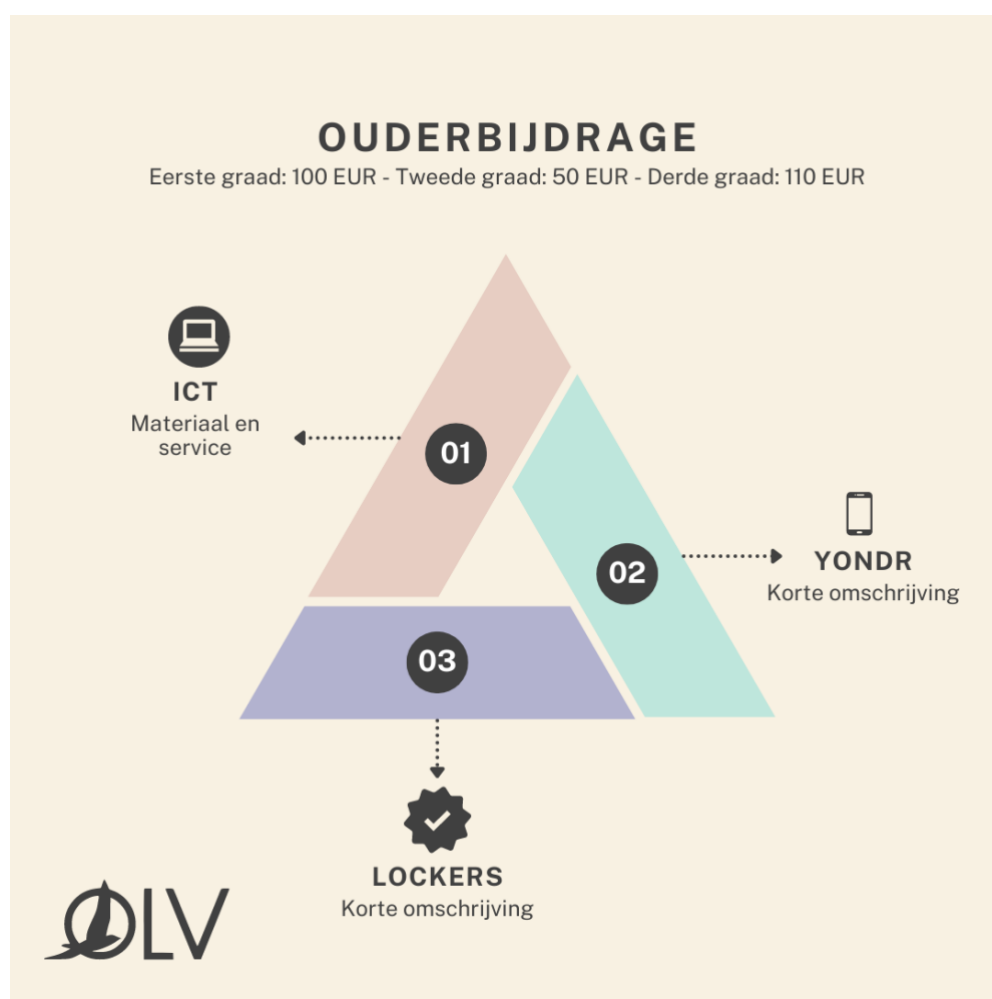 OUDERBIJDRAGE
Eerste graad: 100 EUR - Tweede graad: 50 EUR - Derde graad: 110 EUR
ICT
Materiaal en
service
01
02
YONDR
Korte omschrijving
03
LOCKERS
Korte omschrijving
OLV